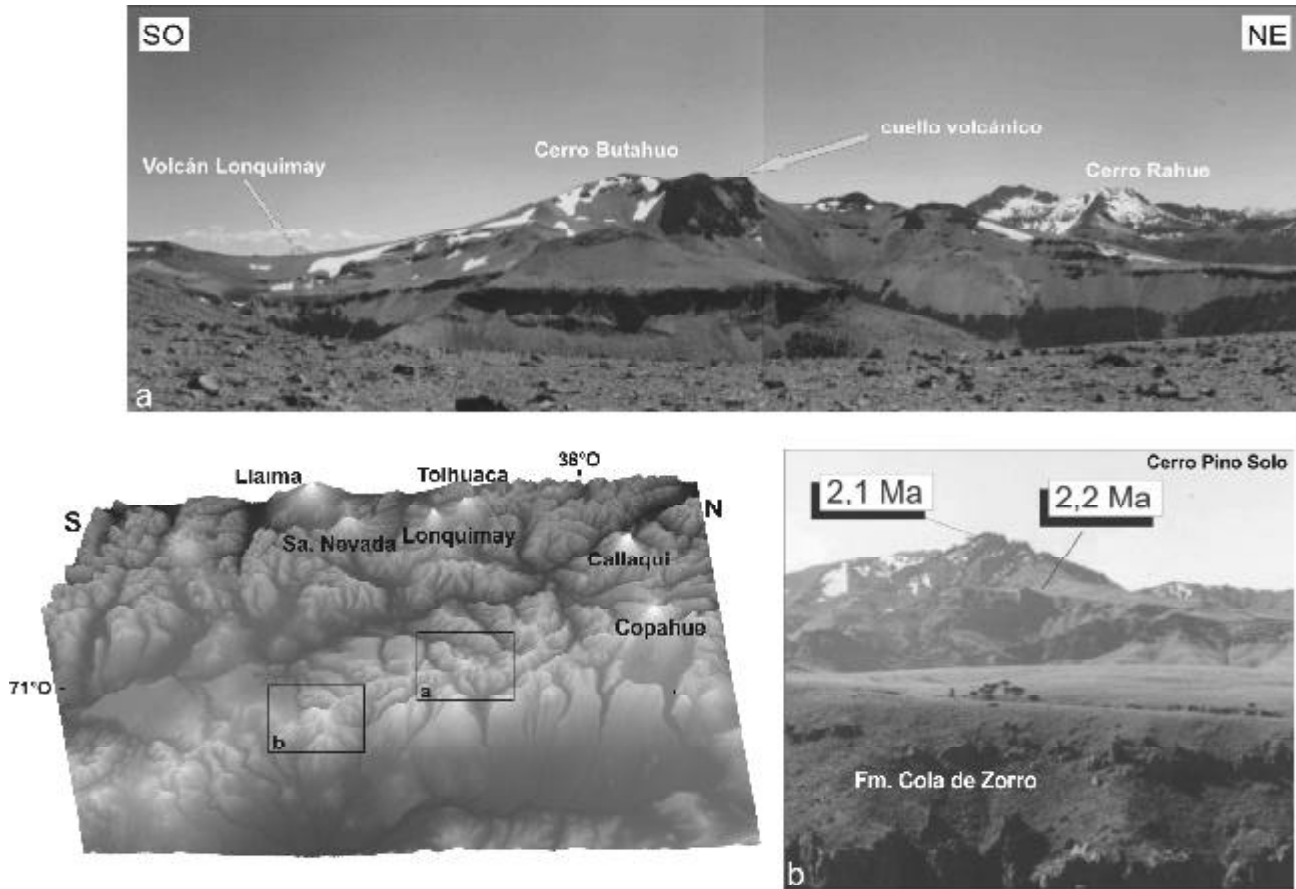 SO
NE
cuello volcánico
Cerro Butahuo
Volcán Lonquimay
Cerro Rahue
a
Llaima
Tolhuaca
38°O
S
N
Sa. Nevada
Lonquimay
Callaqui
Copahue
71°O
a
b
Cerro Pino Solo
2.1 Ma
2,2 Ma
Fm. Cola de Zorro
b